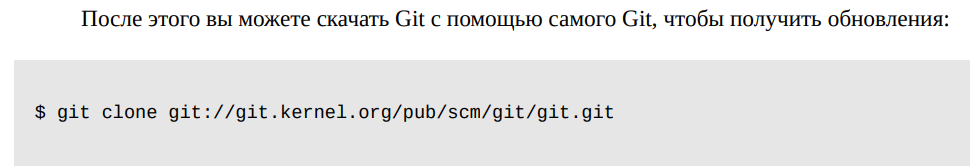 После этого вы можете скачать Git с помощью самого Git, чтобы получить обновления:
$ git clone git://git.kernel.org/pub/scm/git/git.git